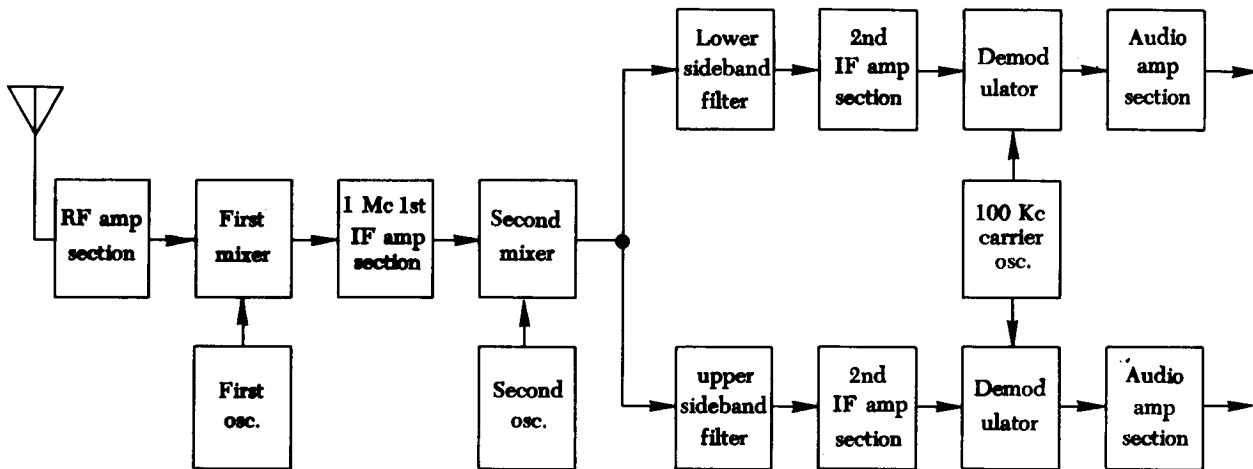 RF amp
section
First
mixer
First
osc.
1 Mc 1st
IF amp
section
Second
mixer
Second
osc.
Lower
sideband
filter
2nd
IF amp
section
Demod
ulator
Audio
amp
section
100 Kc
carrier
osc.
upper
sideband
filter
2nd
IF amp
section
Demod
ulator
Audio
amp
section